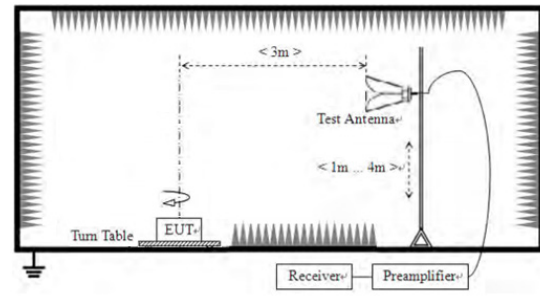 < 3m >
Test Antenna
< 1m ... 4m >
EUT
Turn Table
Receiver
Preamplifier